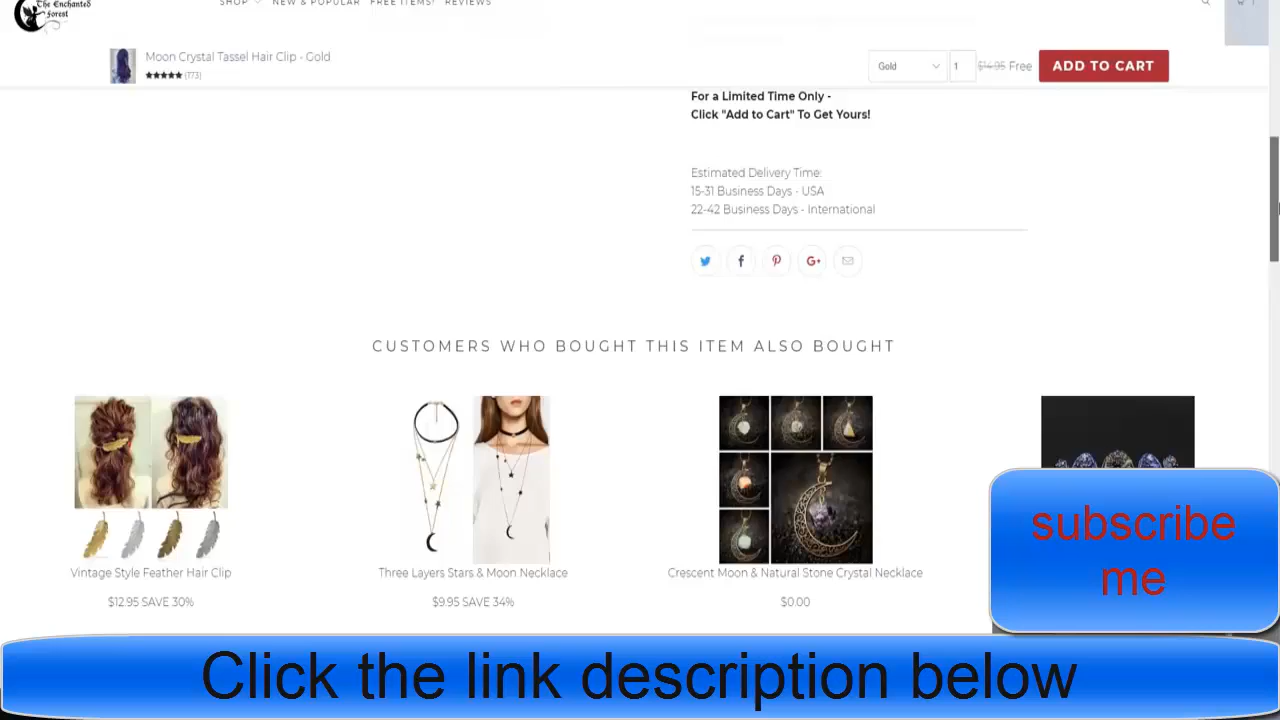 The Enchanted
Forest
SHOP NEW & POPULAR FREE ITEMS! REVIEWS
Moon Crystal Tassel Hair Clip - Gold
(773)
Gold 1 $14.95 Free ADD TO CART
For a Limited Time Only -
Click "Add to Cart" To Get Yours!
Estimated Delivery Time:
15-31 Business Days - USA
22-42 Business Days - International
G+
CUSTOMERS WHO BOUGHT THIS ITEM ALSO BOUGHT
Vintage Style Feather Hair Clip
$12.95 SAVE 30%
Three Layers Stars & Moon Necklace
$9.95 SAVE 34%
Crescent Moon & Natural Stone Crystal Necklace
$0.00
subscribe
me
Click the link description below